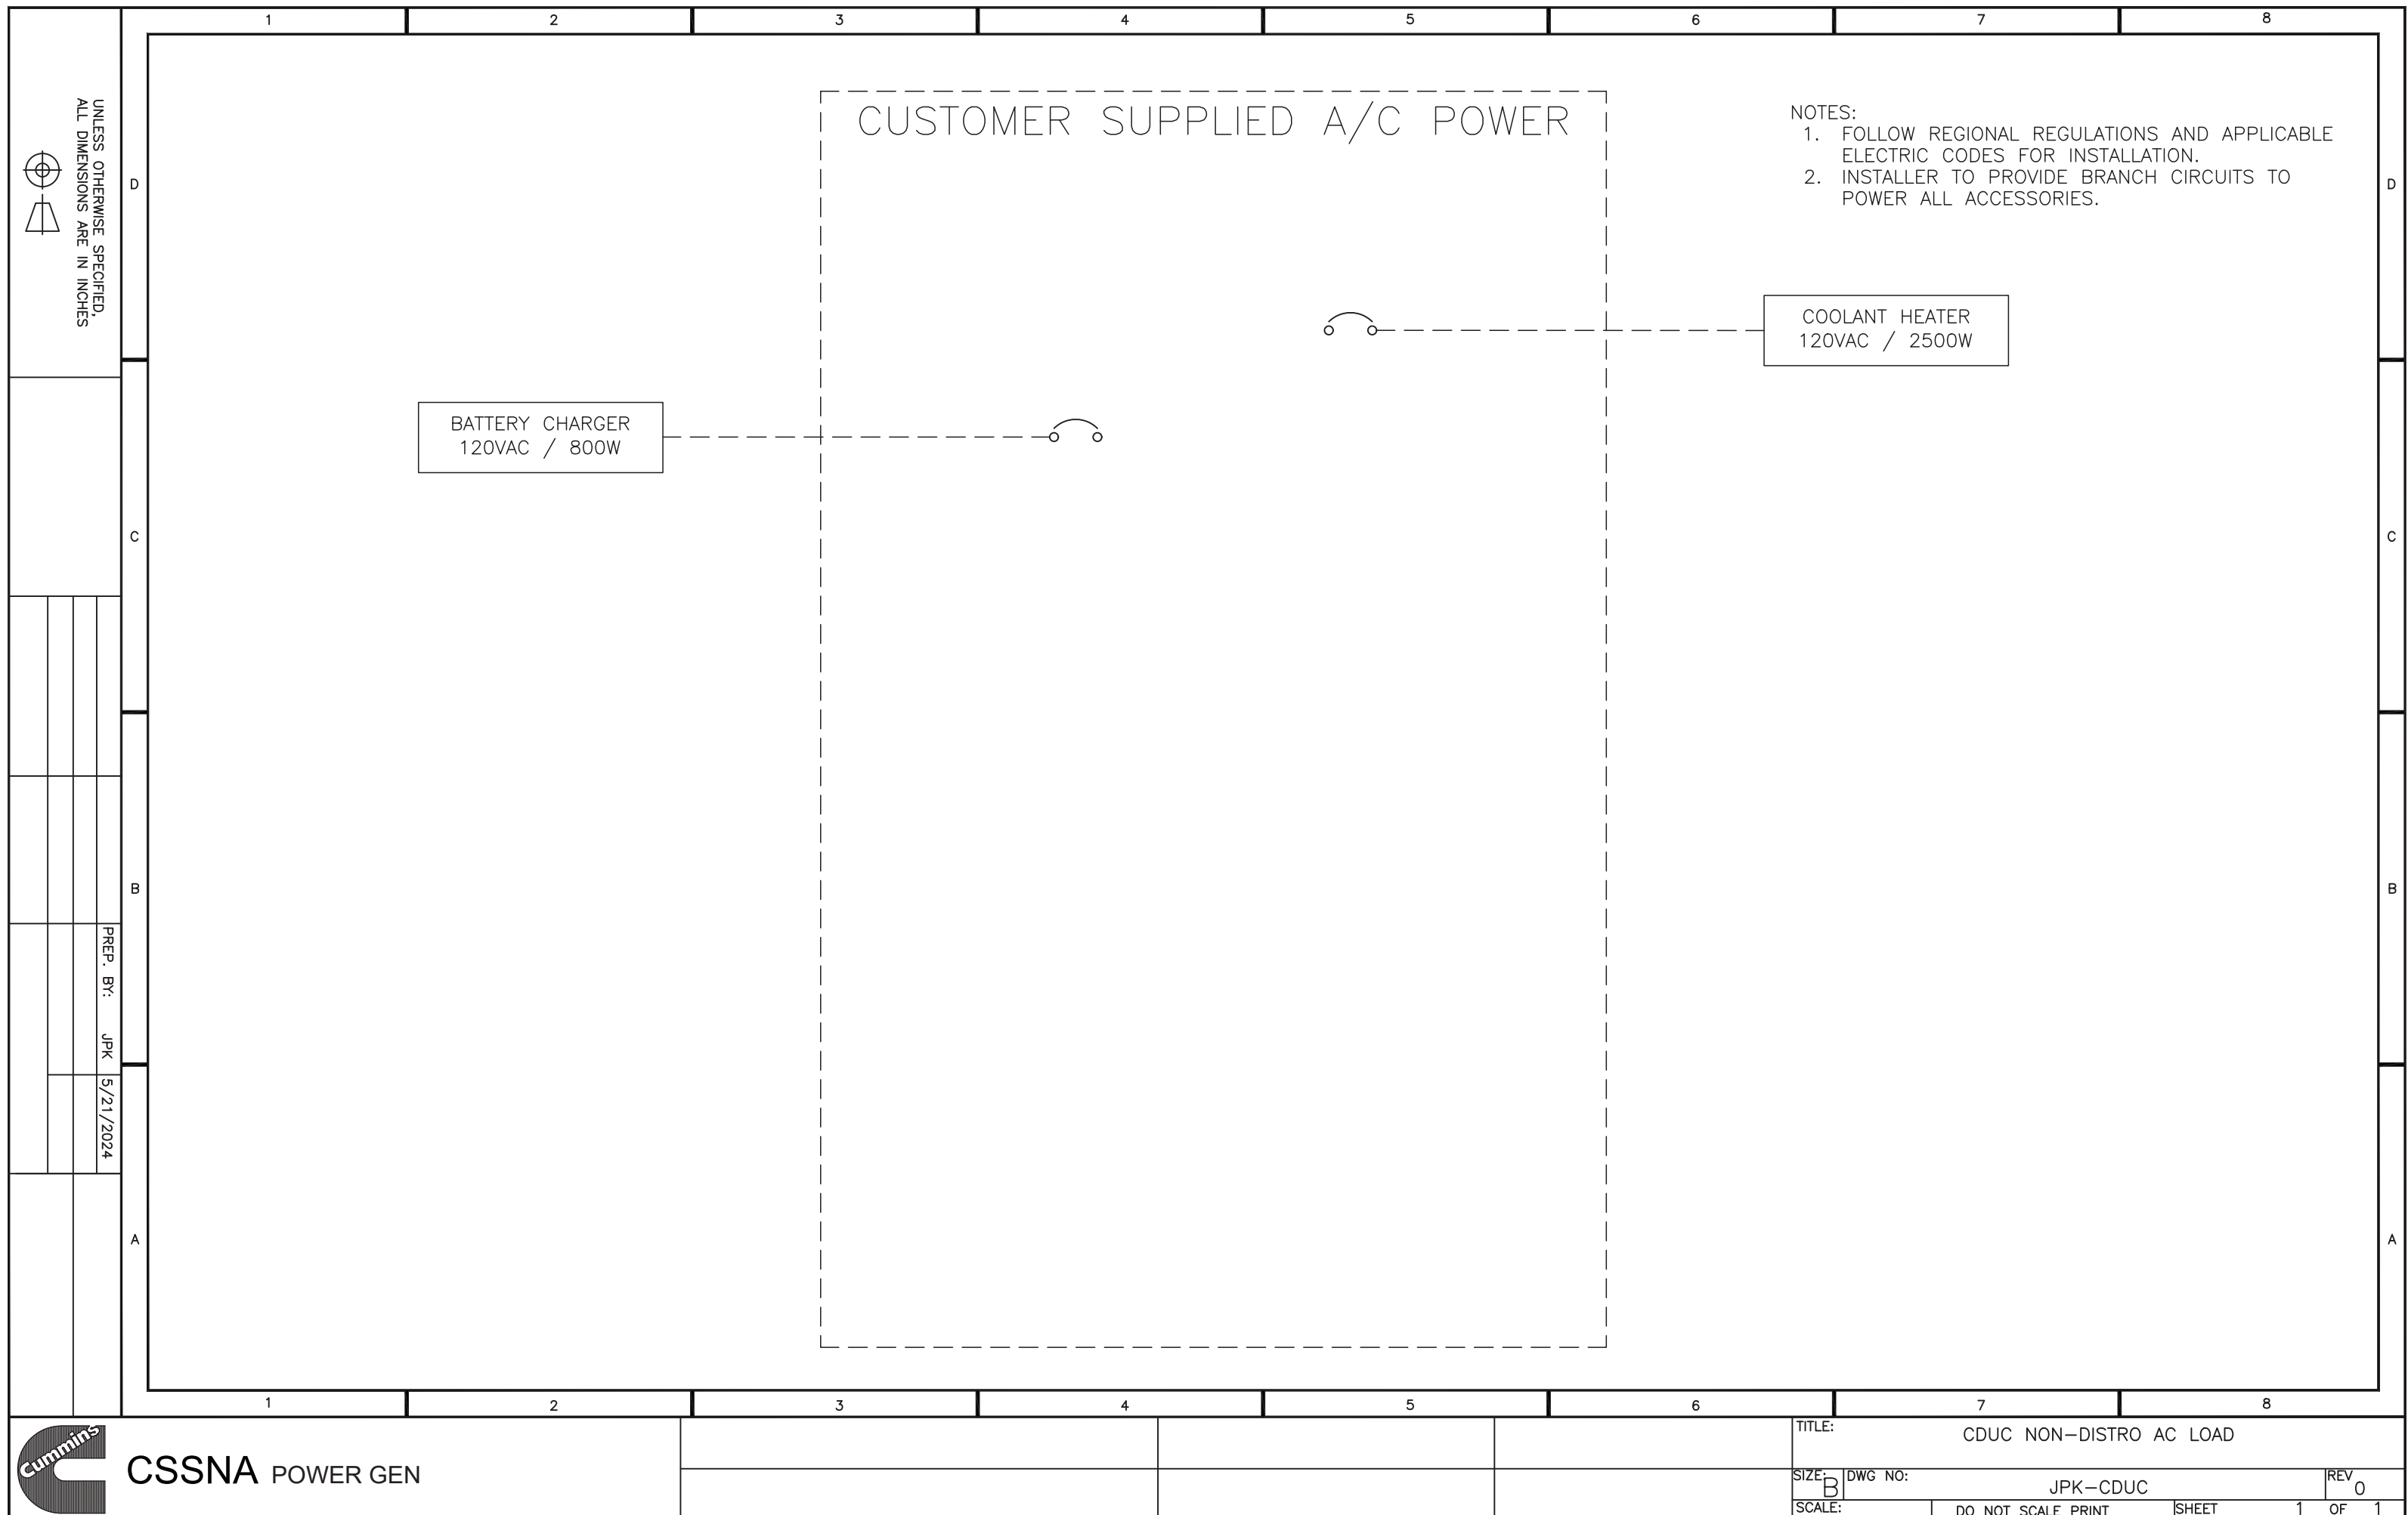 1 2 3 4 5 6 7 8
UNLESS OTHERWISE SPECIFIED,
ALL DIMENSIONS ARE IN INCHES
D
D
CUSTOMER SUPPLIED A/C POWER
NOTES:
1. FOLLOW REGIONAL REGULATIONS AND APPLICABLE
ELECTRIC CODES FOR INSTALLATION.
2. INSTALLER TO PROVIDE BRANCH CIRCUITS TO
POWER ALL ACCESSORIES.
COOLANT HEATER
120VAC / 2500W
BATTERY CHARGER
120VAC / 800W
C
C
B
B
PREP. BY: JPK 5/21/2024
A
A
1 2 3 4 5 6 7 8
Cummins
CSSNA POWER GEN
TITLE: CDUC NON-DISTRO AC LOAD
SIZE: B DWG NO: JPK-CDUC REV 0
SCALE: DO NOT SCALE PRINT SHEET 1 OF 1